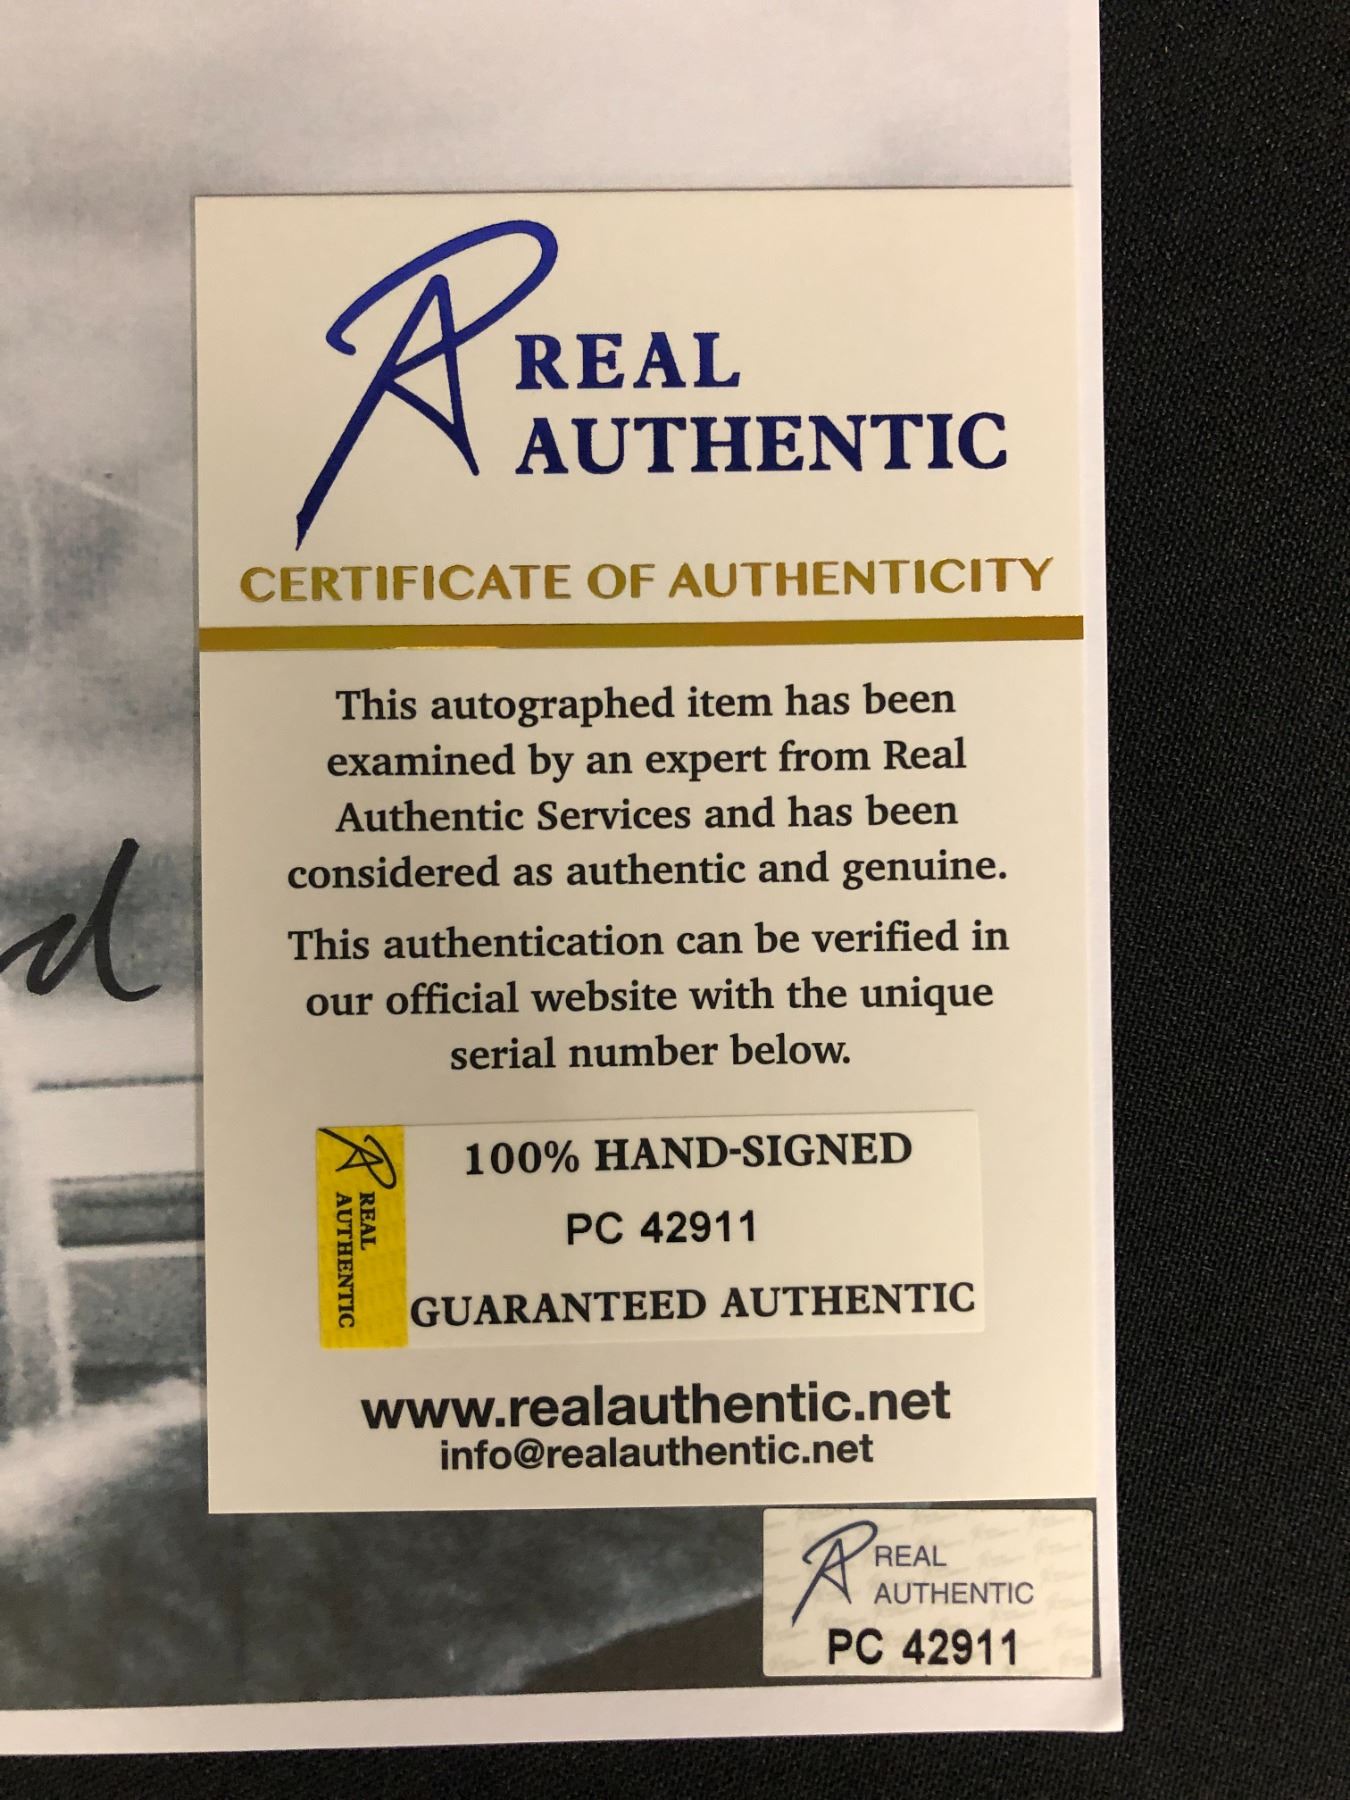 REAL
AUTHENTIC
CERTIFICATE OF AUTHENTICITY
This autographed item has been
examined by an expert from Real
Authentic Services and has been
considered as authentic and genuine.
This authentication can be verified in
our official website with the unique
serial number below.
REAL
AUTHENTIC
100% HAND-SIGNED
PC 42911
GUARANTEED AUTHENTIC
www.realauthentic.net
info@realauthentic.net
REAL
AUTHENTIC
PC 42911